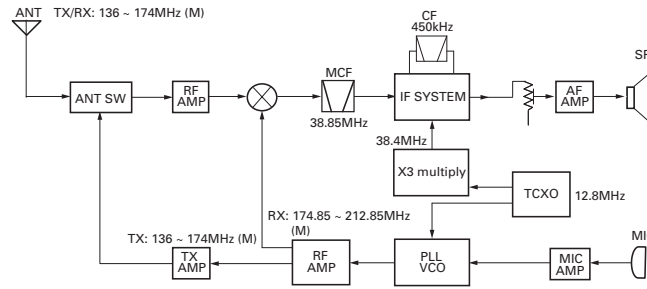 ANT TX/RX: 136 ~ 174MHz (M)
CF
450kHz
MCF
ANT SW
RF
AMP
IF SYSTEM
AF
AMP
38.85MHz
38.4MHz
X3 multiply
TCXO
12.8MHz
RX: 174.85 ~ 212.85MHz
(M)
TX: 136 ~ 174MHz (M)
TX
AMP
RF
AMP
PLL
VCO
MIC
AMP